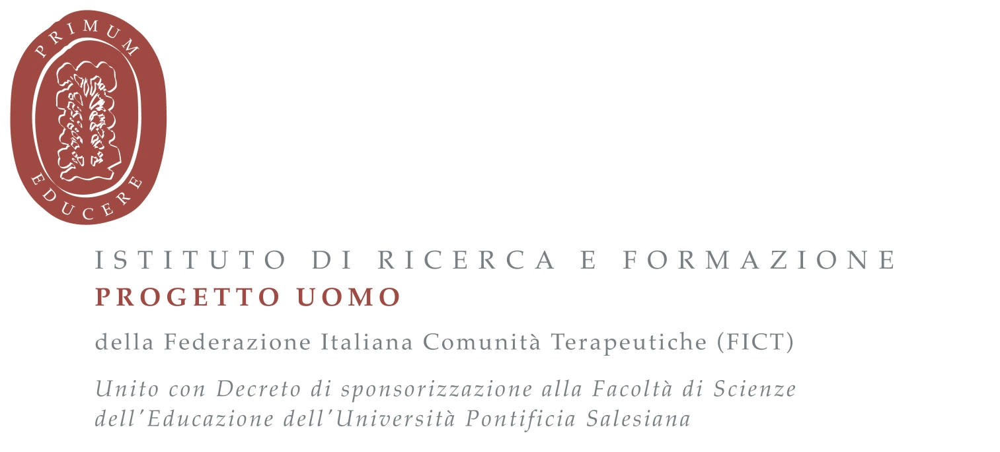 PRIMUM
EDUCERE
ISTITUTO DI RICERCA E FORMAZIONE
PROGETTO UOMO
della Federazione Italiana Comunità Terapeutiche (FICT)
Unito con Decreto di sponsorizzazione alla Facoltà di Scienze
dell'Educazione dell'Università Pontificia Salesiana